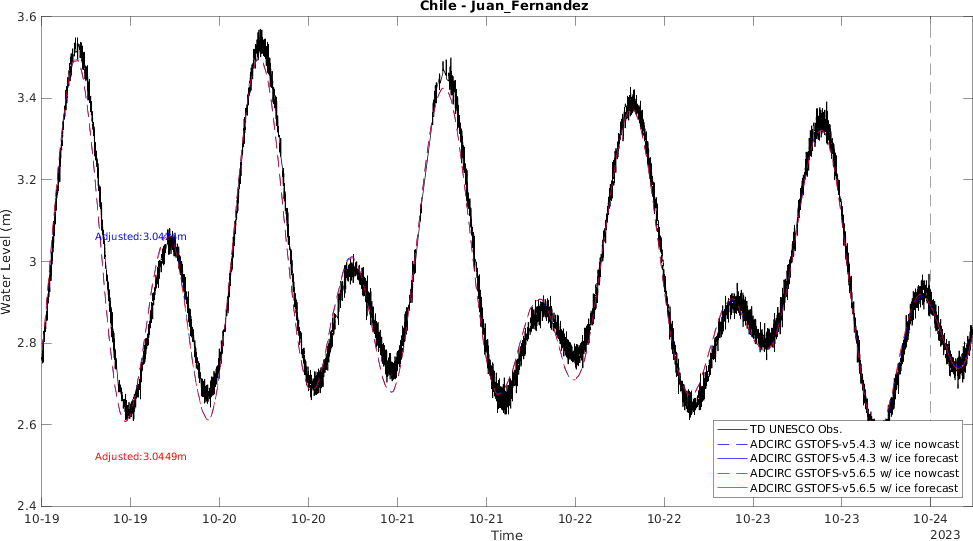 Chile - Juan_Fernandez
Water Level (m)
3.6
3.4
3.2
3
2.8
2.6
2.4
Adjusted:3.0449m
TD UNESCO Obs.
ADCIRC GSTOFS-v5.4.3 w/ ice nowcast
ADCIRC GSTOFS-v5.4.3 w/ ice forecast
ADCIRC GSTOFS-v5.6.5 w/ ice nowcast
ADCIRC GSTOFS-v5.6.5 w/ ice forecast
10-19 10-19 10-20 10-20 10-21 10-21 10-22 10-22 10-23 10-23 10-24
Time
2023